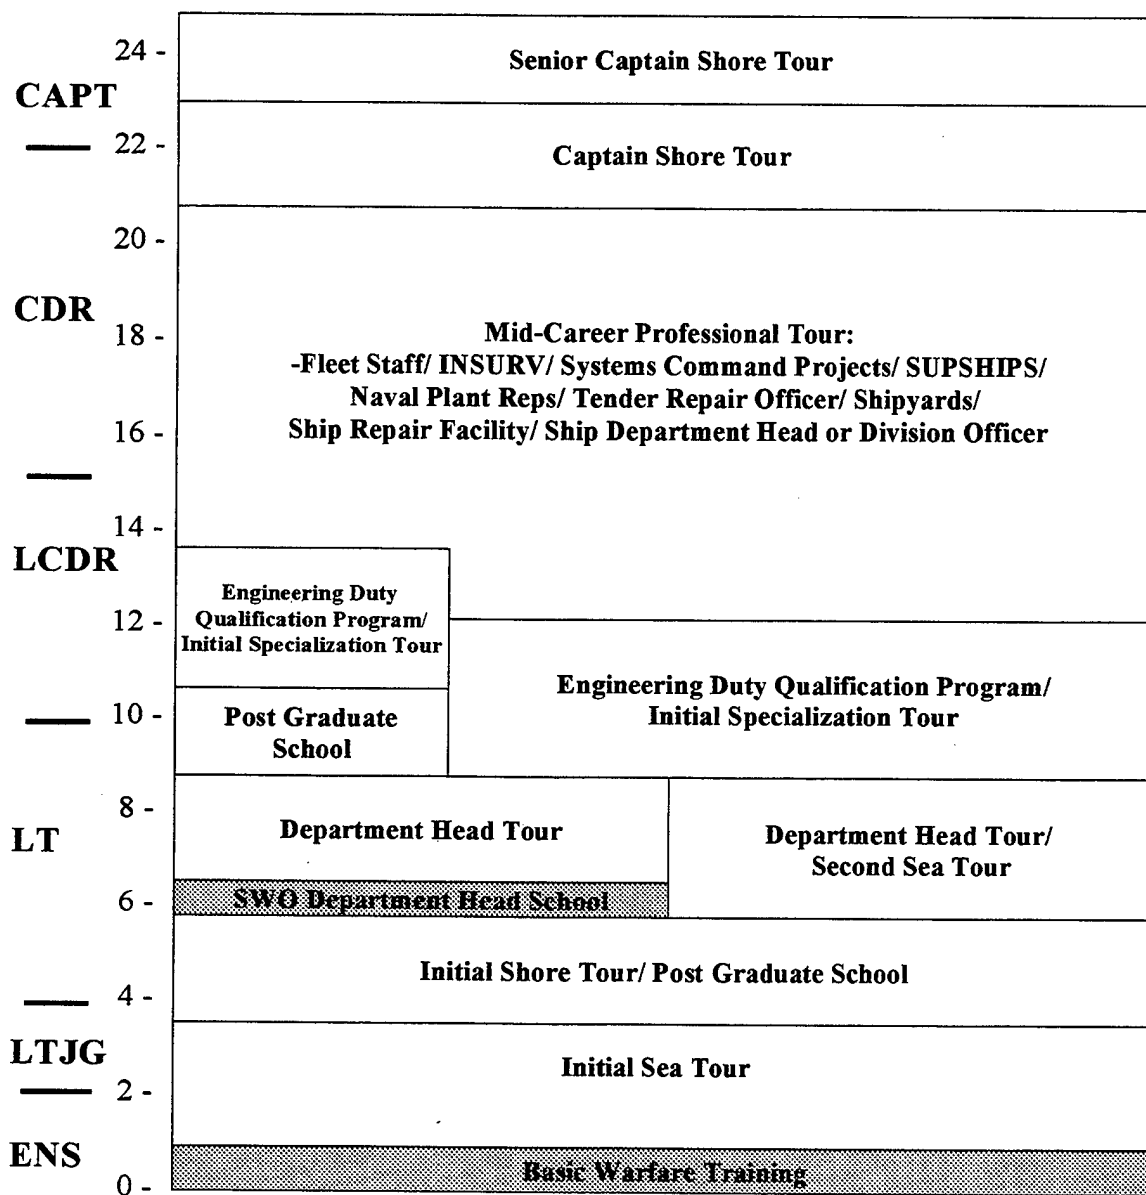 24 -
Senior Captain Shore Tour
CAPT
22 -
Captain Shore Tour
20 -
CDR
18 -
Mid-Career Professional Tour:
-Fleet Staff/ INSURV/ Systems Command Projects/ SUPSHIPS/
Naval Plant Reps/ Tender Repair Officer/ Shipyards/
16 -
Ship Repair Facility/ Ship Department Head or Division Officer
14 -
LCDR
Engineering Duty
Qualification Program/
Initial Specialization Tour
12 -
Engineering Duty Qualification Program/
Initial Specialization Tour
10 -
Post Graduate
School
8 -
LT
Department Head Tour
Department Head Tour/
Second Sea Tour
6 -
SWO Department Head School
Initial Shore Tour/ Post Graduate School
4 -
LTJG
Initial Sea Tour
2 -
ENS
Basic Warfare Training
0 -